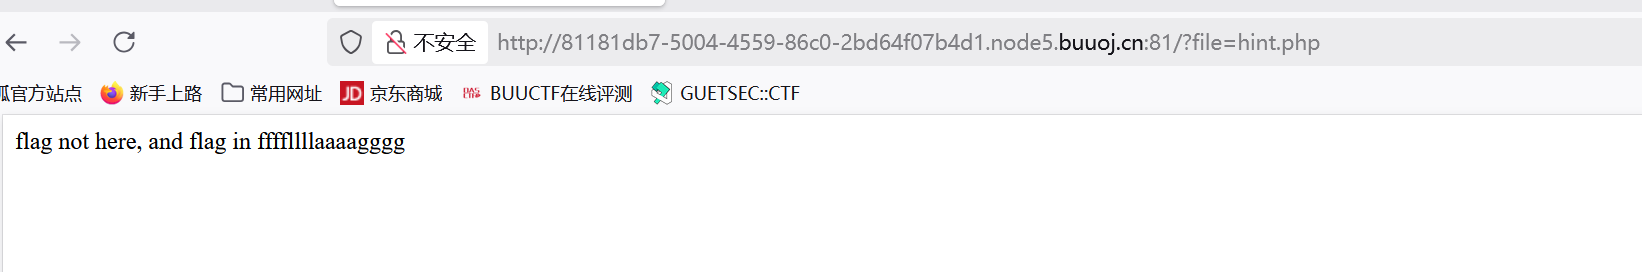 不安全 http://81181db7-5004-4559-86c0-2bd64f07b4d1.node5.buuoj.cn:81/?file=hint.php
狐官方站点 新手上路 常用网址 JD 京东商城 BUUCTF在线评测 GUETSEC::CTF
flag not here, and flag in ffffllllaaaagggg